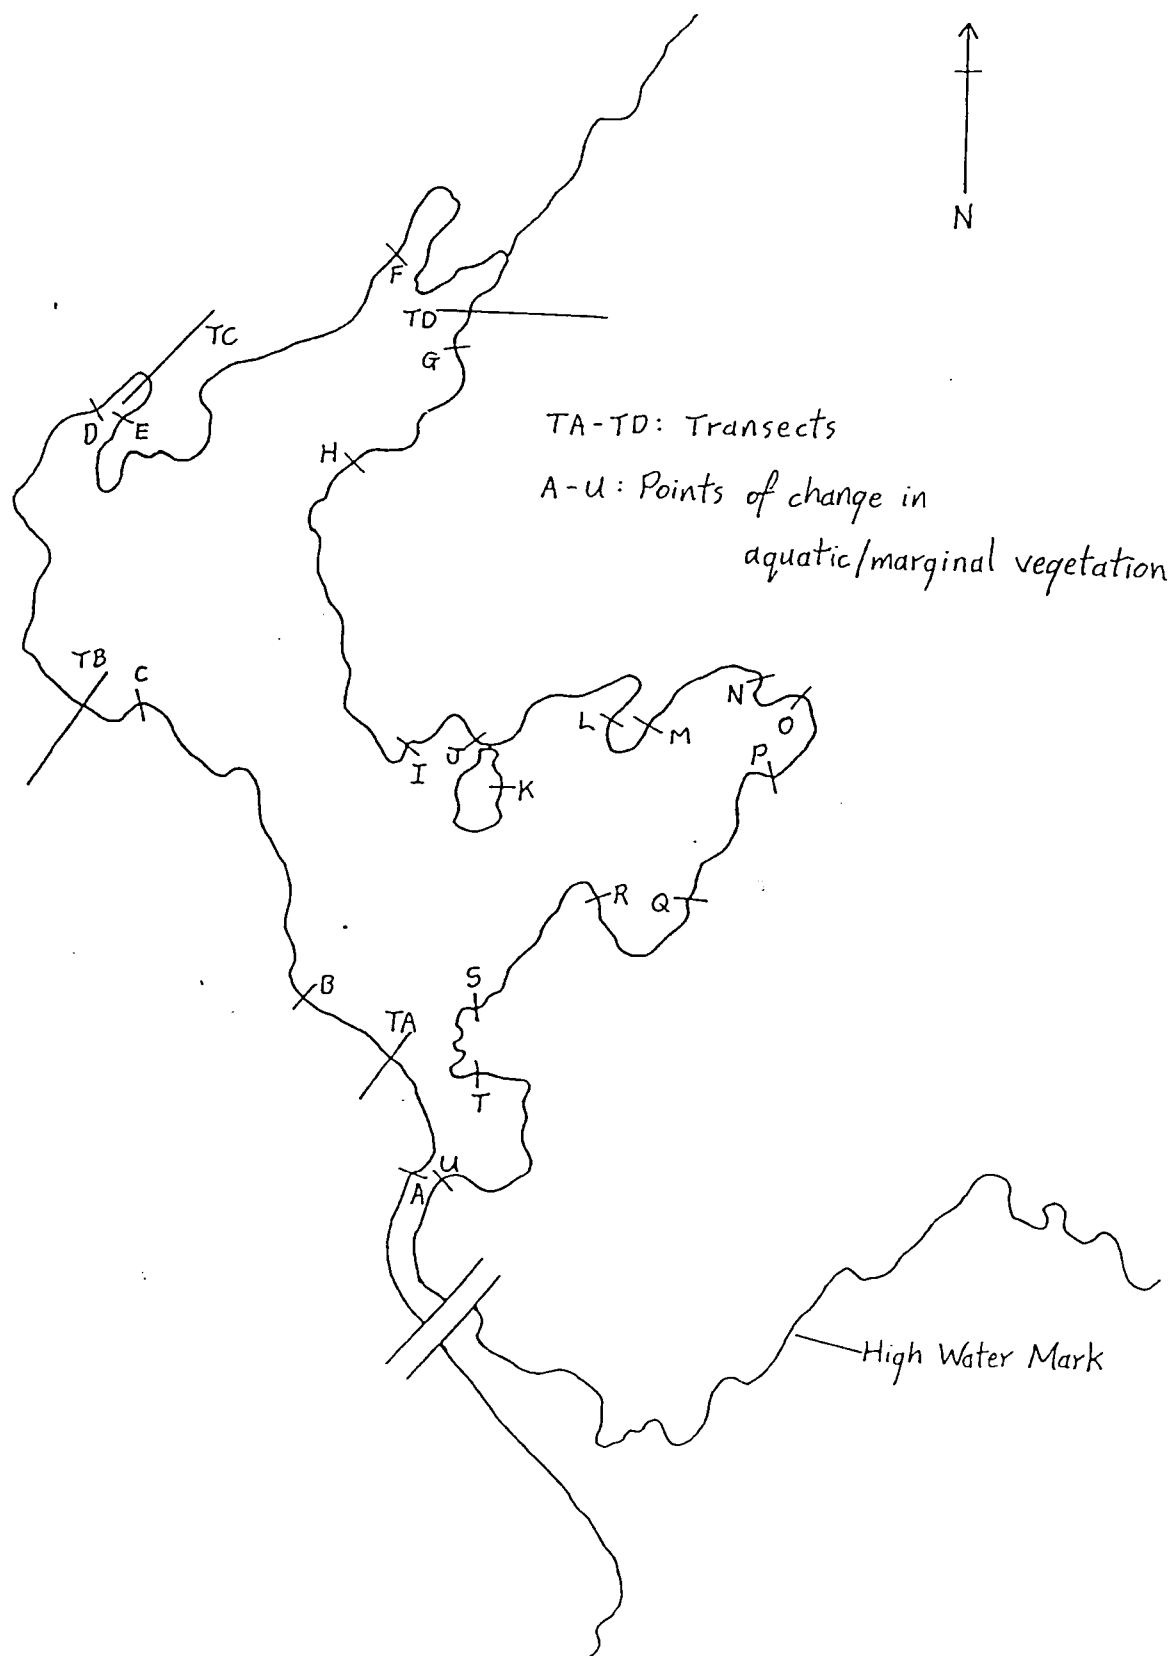 N
F
TD
TC
G
D
E
H
TA-TD: Transects
A-U: Points of change in
aquatic/marginal vegetation
TB
C
I
J
K
L
M
N
O
P
Q
R
S
B
TA
T
U
A
High Water Mark